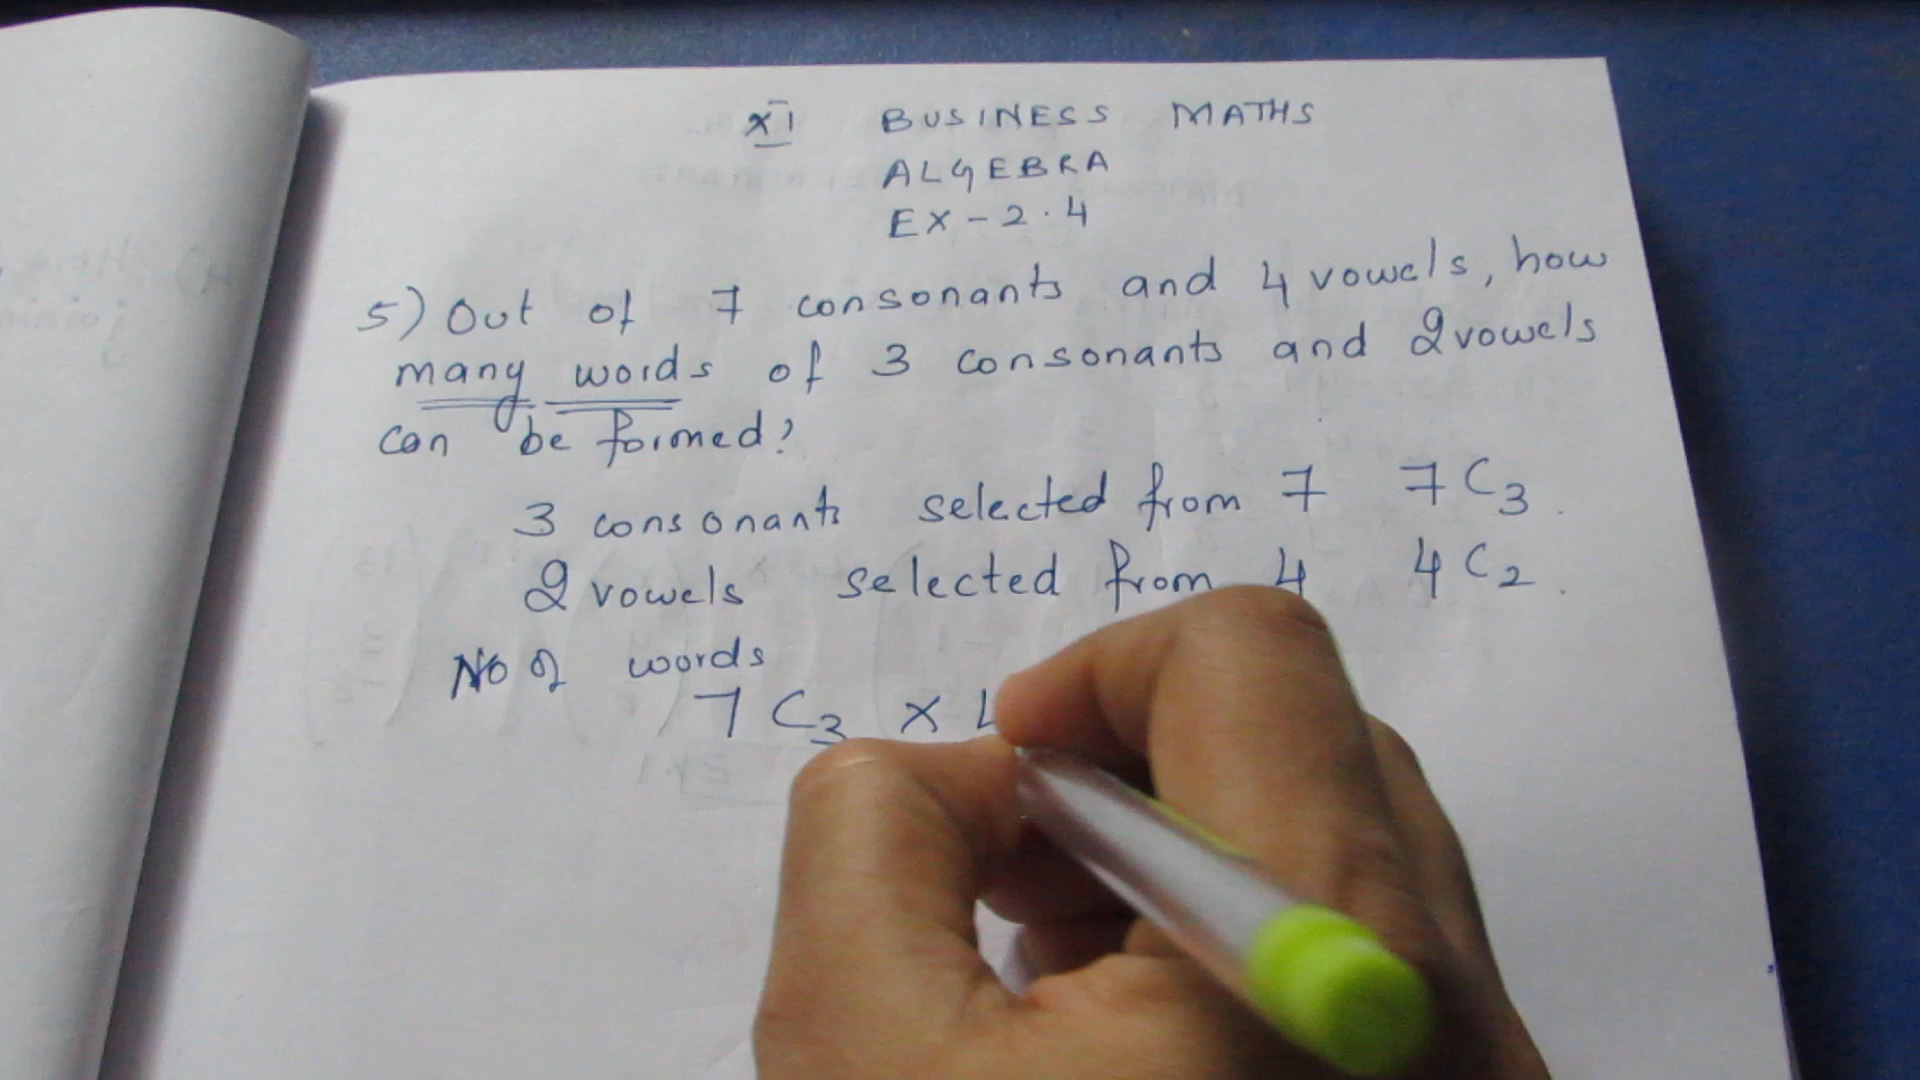 XI BUSINESS MATHS
ALGEBRA
EX-2.4
5) Out of 7 consonants and 4 vowels, how
many words of 3 consonants and 2 vowels
can be formed?
3 consonants selected from 7 7C3.
2 vowels selected from 4 4C2.
No of words
7C3 ×